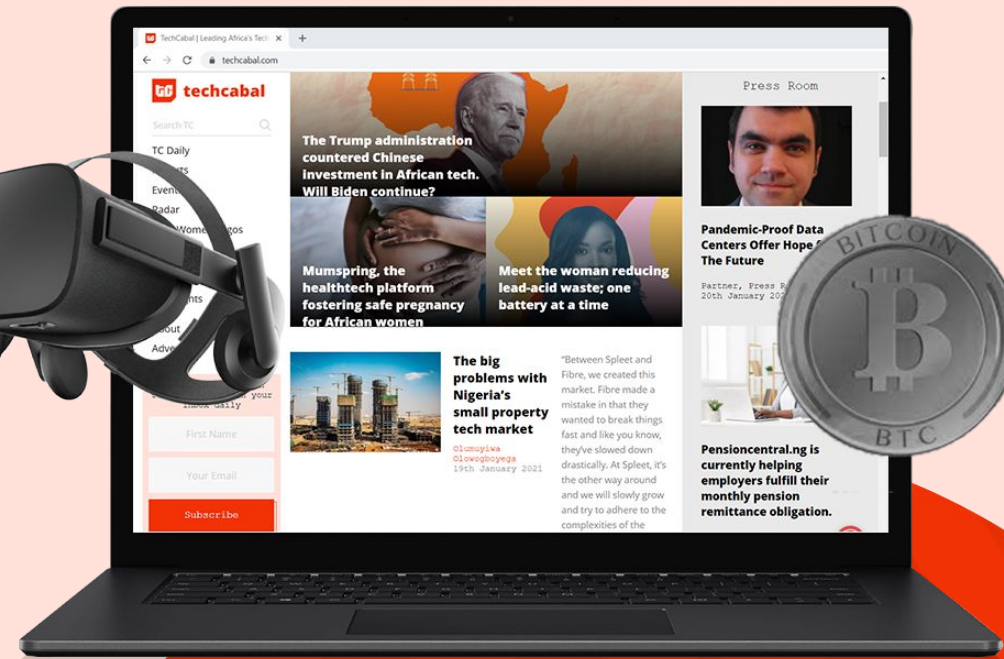 TechCabal | Leading Africa's Tech
techcabal.com
TC techcabal
Search TC
TC Daily
Radar
About
inbox daily
First Name
Your Email
Subscribe
The Trump administration
countered Chinese
investment in African tech.
Will Biden continue?
Mumspring, the
healthtech platform
fostering safe pregnancy
for African women
Meet the woman reducing
lead-acid waste; one
battery at a time
The big
problems with
Nigeria's
small property
tech market
Olumuyiwa
Olowogboyega
19th January 2021
"Between Spleet and
Fibre, we created this
market. Fibre made a
mistake in that they
wanted to break things
fast and like you know,
they've slowed down
drastically. At Spleet, it's
the other way around
and we will slowly grow
and try to adhere to the
complexities of the
Press Room
Pandemic-Proof Data
Centers Offer Hope
The Future
Partner, Press
20th January
Pensioncentral.ng is
currently helping
employers fulfill their
monthly pension
remittance obligation.
BITCOIN
B
BTC